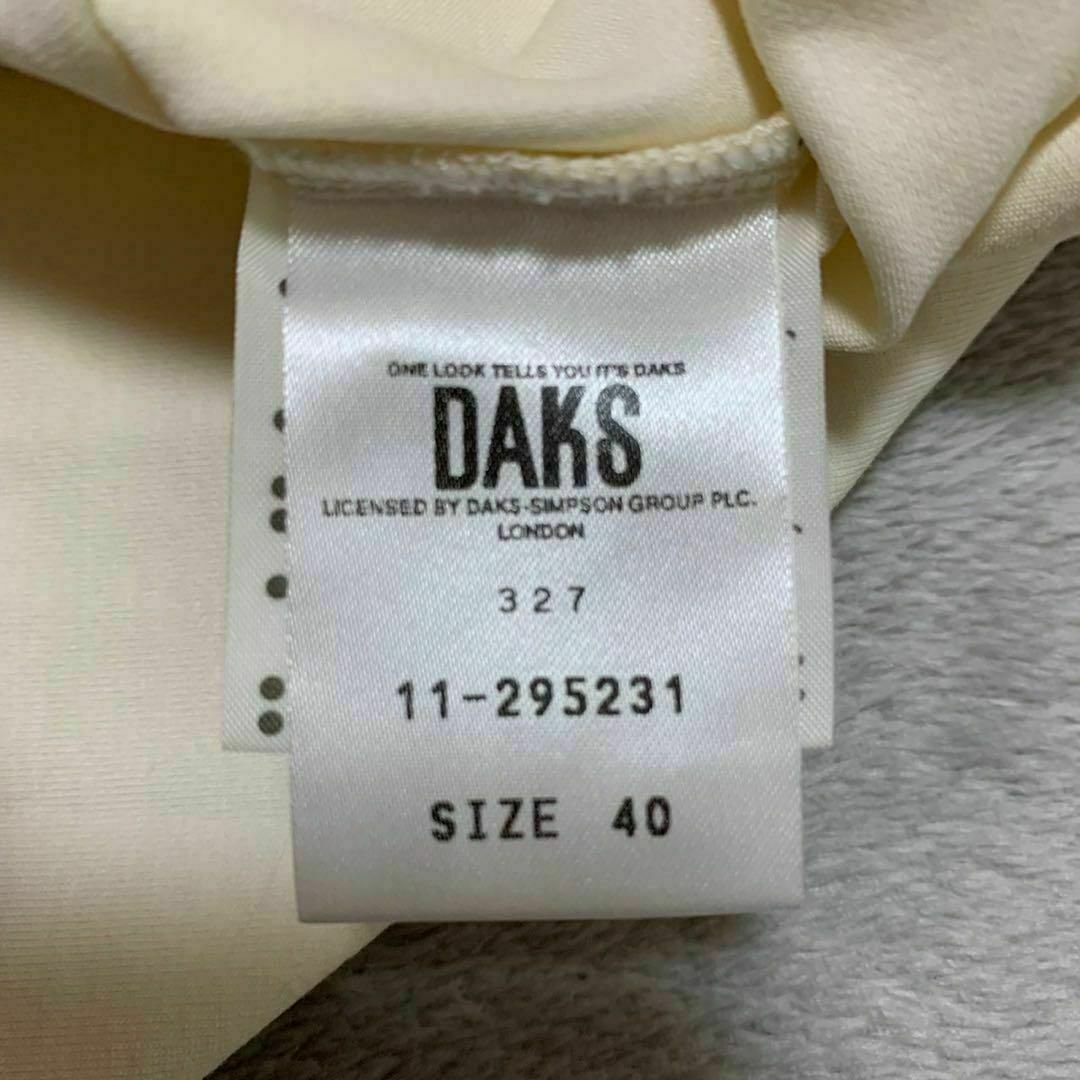 ONE LOOK TELLS YOU IT'S DAKS
DAKS
LICENSED BY DAKS-SIMPSON GROUP PLC.
LONDON
327
11-295231
SIZE 40